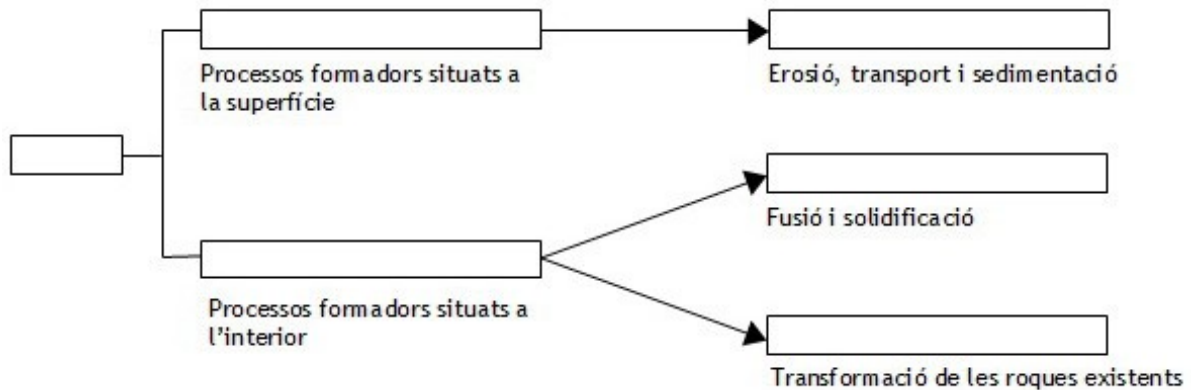 Processos formadors situats a
la superfície
Erosió, transport i sedimentació
Fusió i solidificació
Processos formadors situats a
l'interior
Transformació de les roques existents